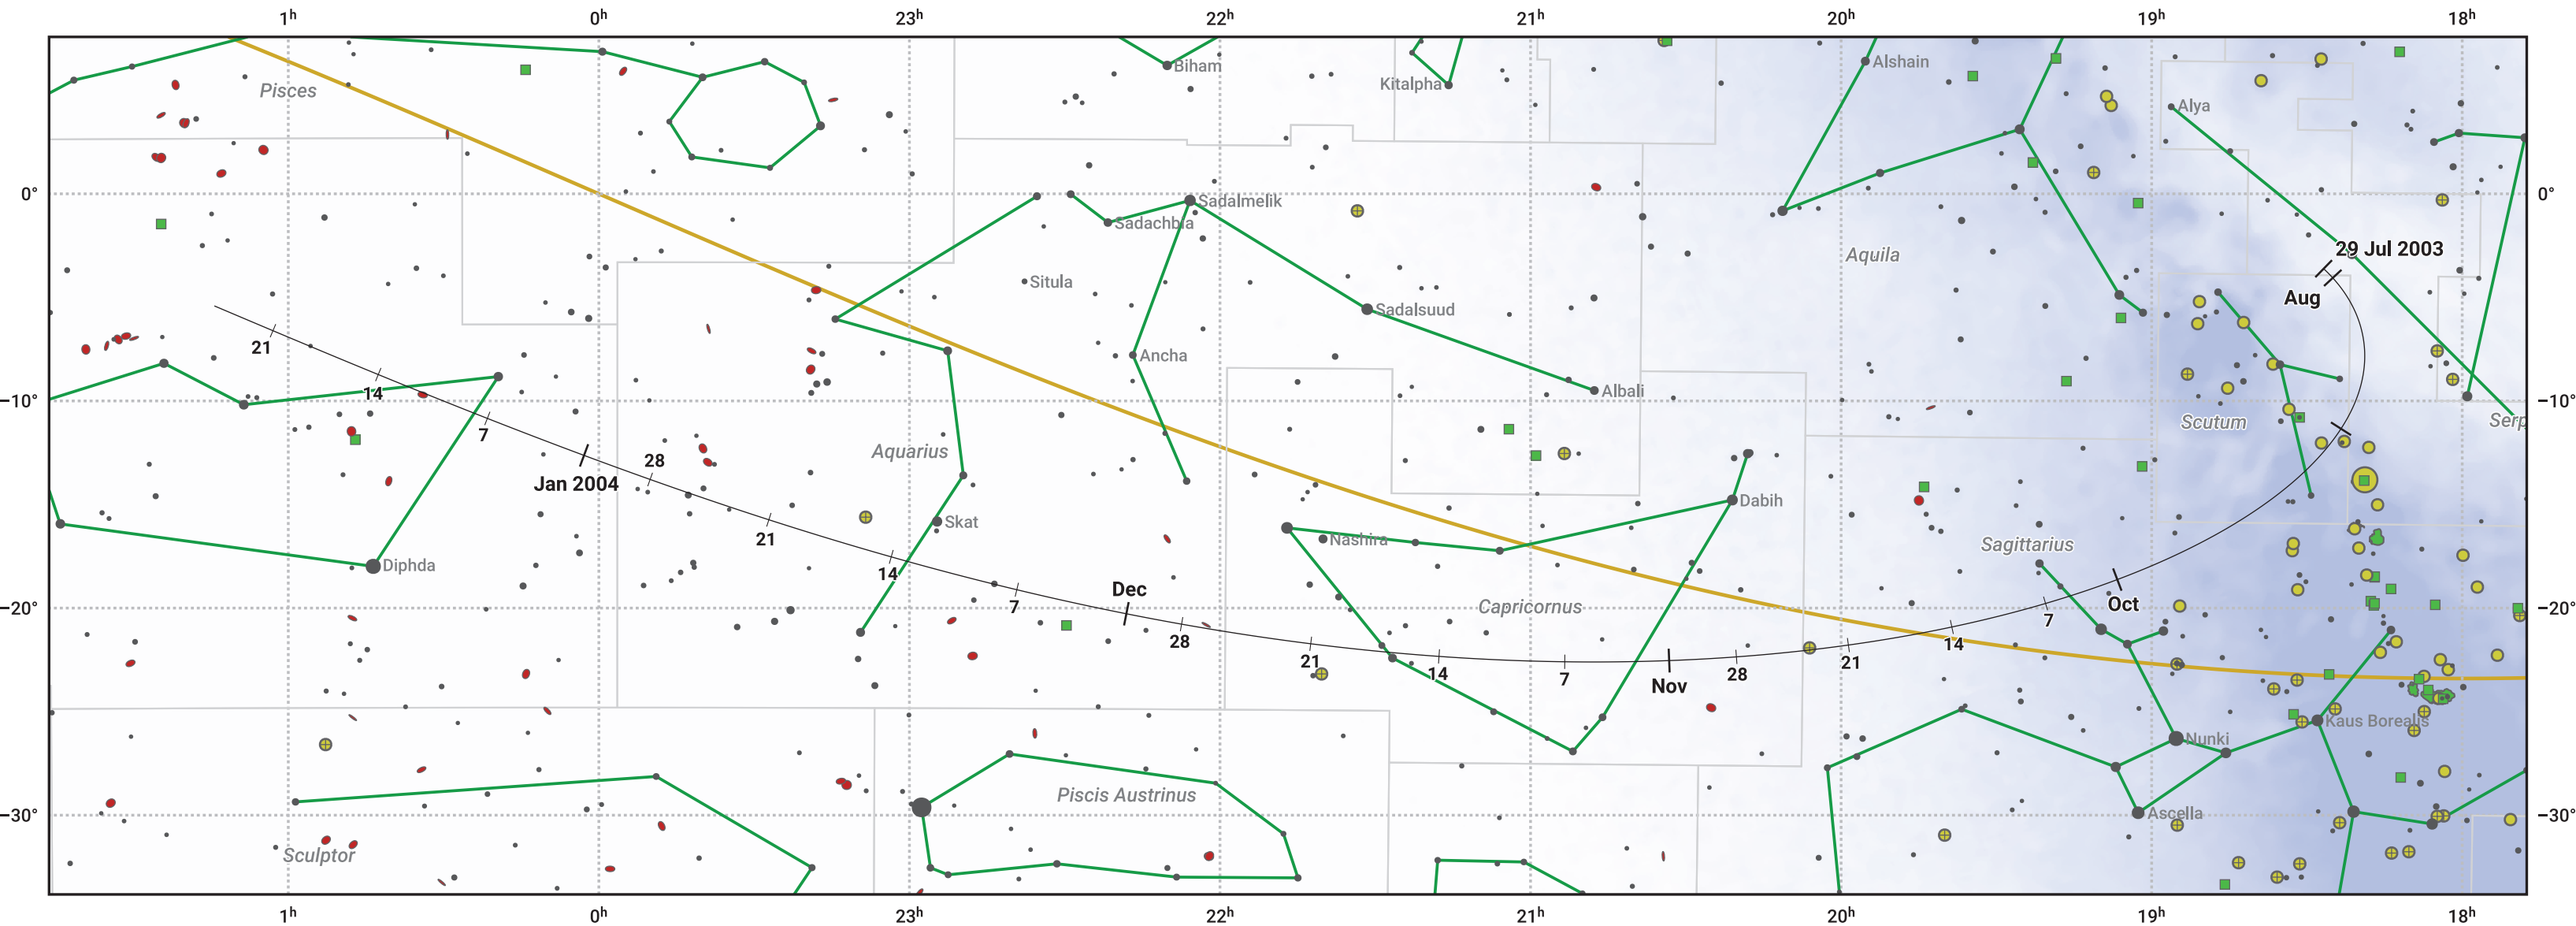 1ʰ 0ʰ 23ʰ 22ʰ 21ʰ 20ʰ 19ʰ 18ʰ
Biham
Alshain
Kitalpha
Pisces
Alya
0° 0°
Sadalmelik
Sadachbia
29 Jul 2003
Aquila
Situla
Aug
Sadalsuud
21
Ancha
14
Albali
−10° −10°
7
Scutum
Serp
Aquarius
28
Jan 2004
Dabih
Skat
21
Nashira
Sagittarius
Diphda
14
Dec
7
Capricornus
Oct
−20° −20°
7
28
14
21
21
14
7
28
Nov
Kaus Borealis
Nunki
Piscis Austrinus
Ascella
−30° −30°
Sculptor
1ʰ 0ʰ 23ʰ 22ʰ 21ʰ 20ʰ 19ʰ 18ʰ